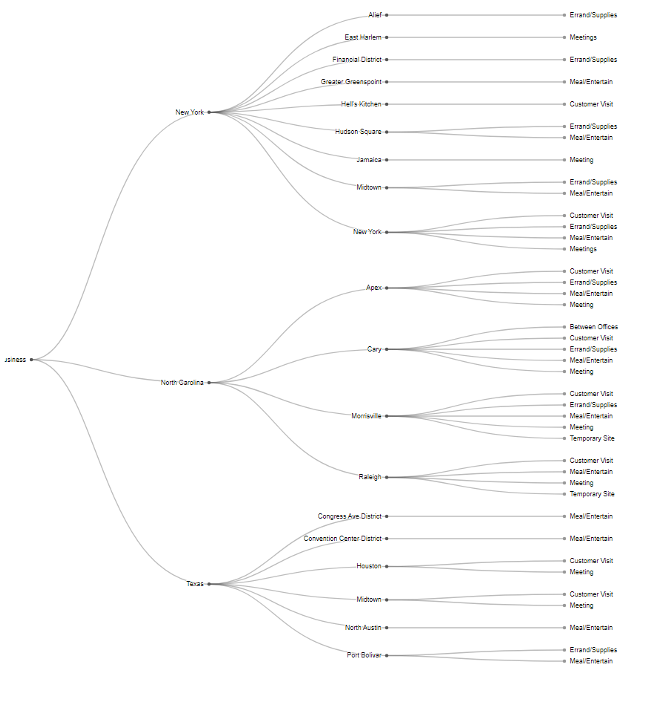 Alief
Errand/Supplies
East Harlem
Meetings
Financial District
Errand/Supplies
Greater Greenspoint
Meal/Entertain
Hell's Kitchen
Customer Visit
New York
Hudson Square
Errand/Supplies
Meal/Entertain
Jamaica
Meeting
Midtown
Errand/Supplies
Meal/Entertain
New York
Customer Visit
Errand/Supplies
Meal/Entertain
Meetings
Apex
Customer Visit
Errand/Supplies
Meal/Entertain
Meeting
usiness
North Carolina
Cary
Between Offices
Customer Visit
Errand/Supplies
Meal/Entertain
Meeting
Morrisville
Customer Visit
Errand/Supplies
Meal/Entertain
Meeting
Temporary Site
Raleigh
Customer Visit
Meal/Entertain
Meeting
Temporary Site
Congress Ave District
Meal/Entertain
Convention Center District
Meal/Entertain
Texas
Houston
Customer Visit
Meeting
Midtown
Customer Visit
Meeting
North Austin
Meal/Entertain
Port Bolivar
Errand/Supplies
Meal/Entertain